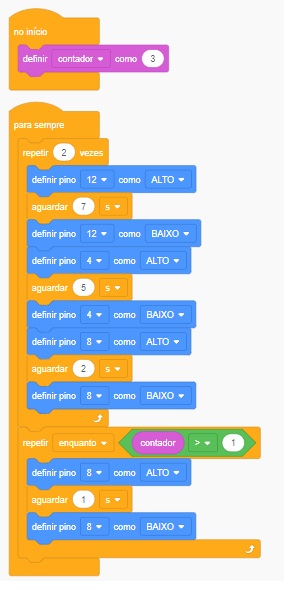 no início
definir contador como 3
para sempre
repetir 2 vezes
definir pino 12 como ALTO
aguardar 7 s
definir pino 12 como BAIXO
definir pino 4 como ALTO
aguardar 5 s
definir pino 4 como BAIXO
definir pino 8 como ALTO
aguardar 2 s
definir pino 8 como BAIXO
repetir enquanto contador > 1
definir pino 8 como ALTO
aguardar 1 s
definir pino 8 como BAIXO